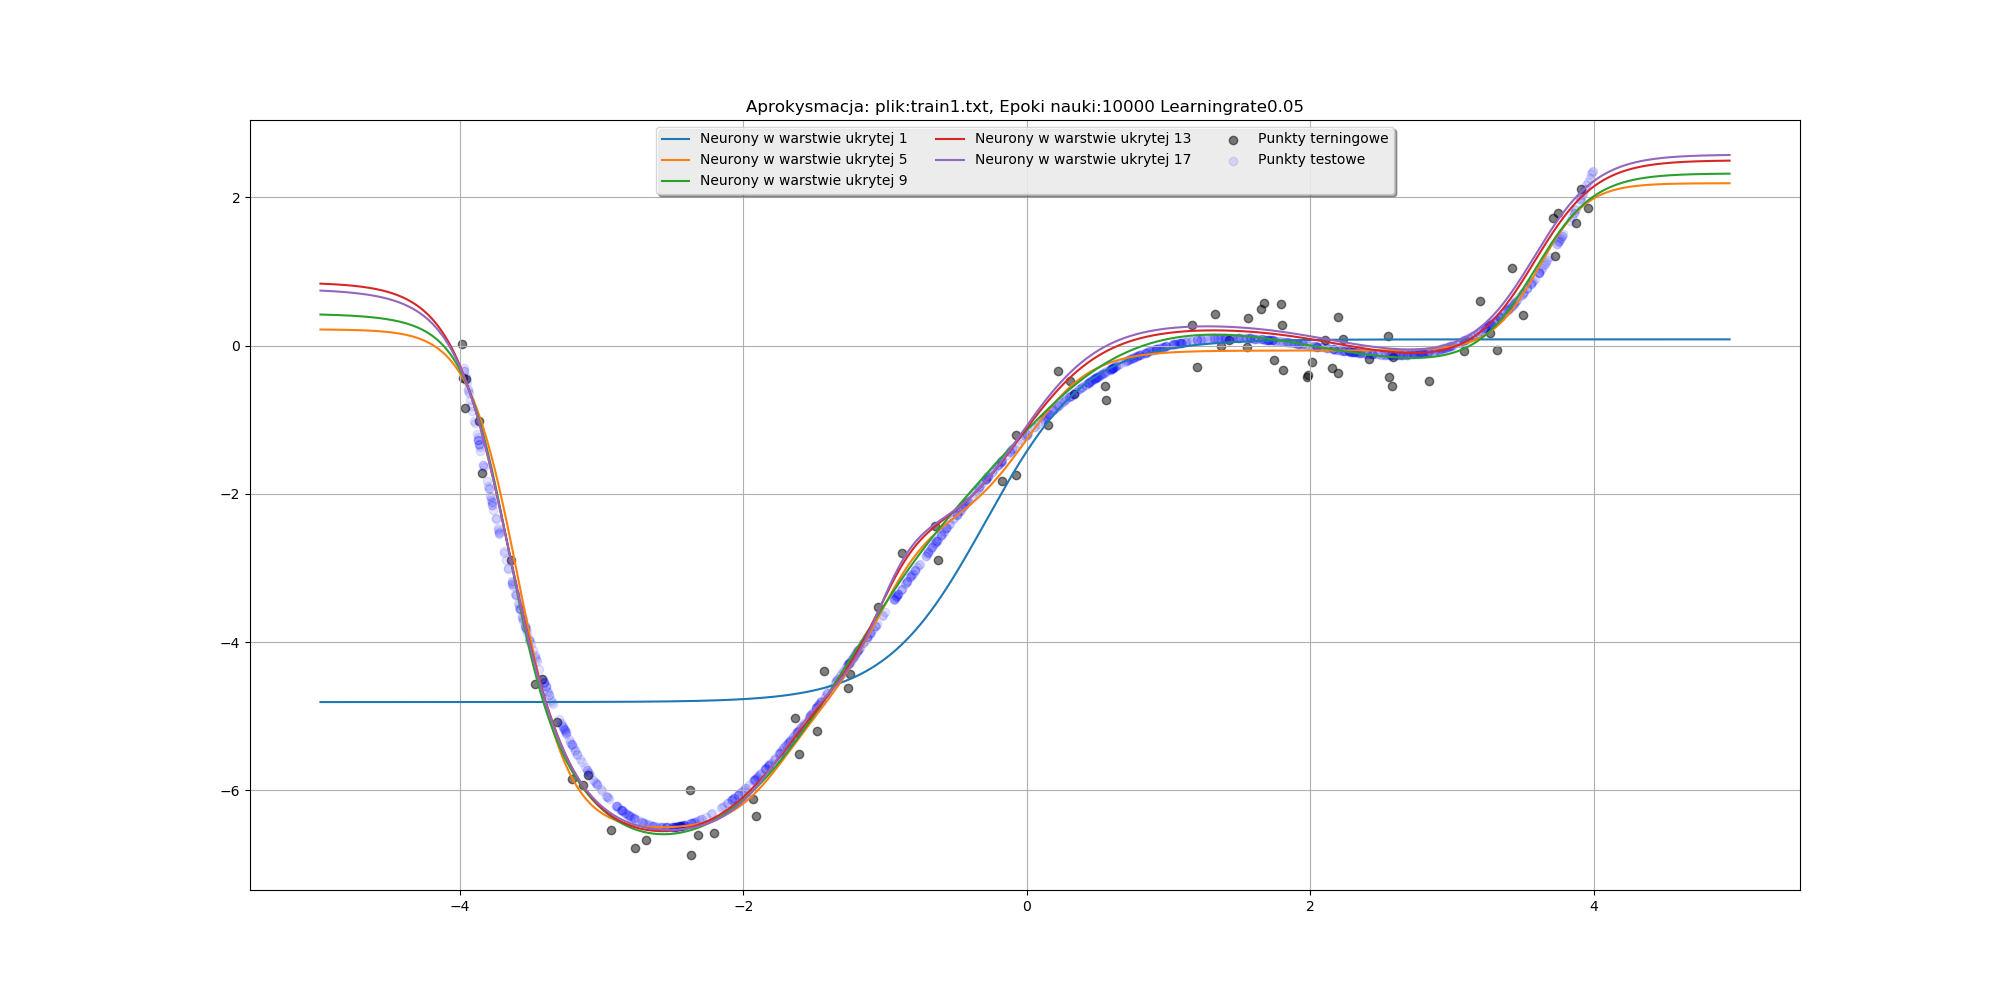 Aprokysmacja: plik:train1.txt, Epoki nauki:10000 Learningrate0.05
Neurony w warstwie ukrytej 1
Neurony w warstwie ukrytej 5
Neurony w warstwie ukrytej 9
Neurony w warstwie ukrytej 13
Neurony w warstwie ukrytej 17
Punkty terningowe
Punkty testowe
2
0
−2
−4
−6
−4
−2
0
2
4